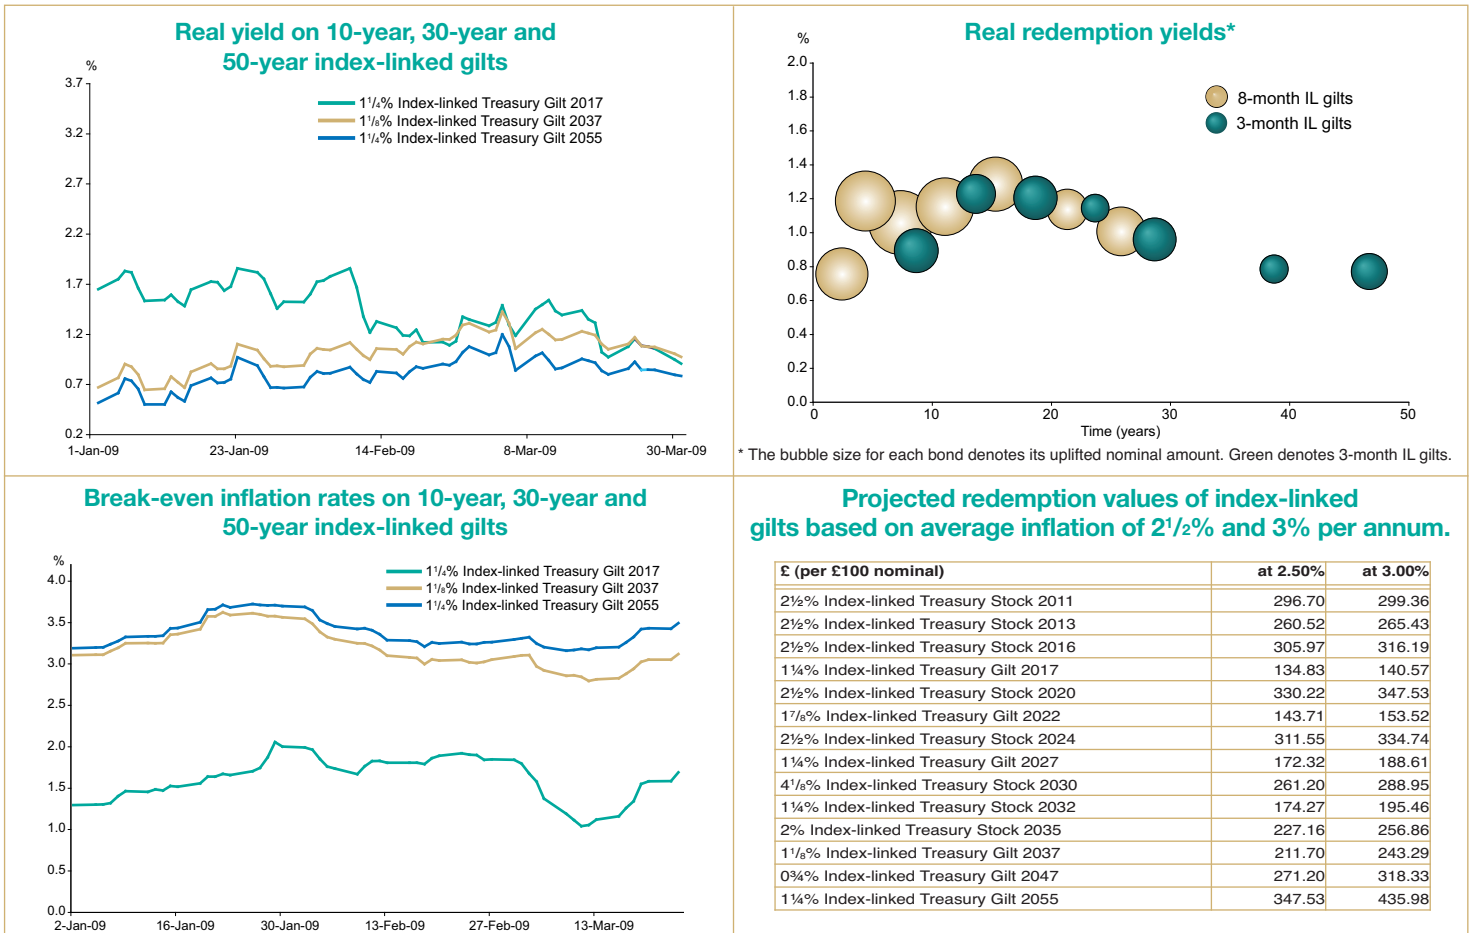 Real yield on 10-year, 30-year and
50-year index-linked gilts
%
3.7
3.2
2.7
2.2
1.7
1.2
0.7
0.2
1-Jan-09
23-Jan-09
14-Feb-09
8-Mar-09
30-Mar-09
1¹/₄% Index-linked Treasury Gilt 2017
1¹/₈% Index-linked Treasury Gilt 2037
1¹/₄% Index-linked Treasury Gilt 2055
Real redemption yields*
%
2.0
1.8
1.6
1.4
1.2
1.0
0.8
0.6
0.4
0.2
0.0
0
10
20
30
40
50
Time (years)
8-month IL gilts
3-month IL gilts
* The bubble size for each bond denotes its uplifted nominal amount. Green denotes 3-month IL gilts.
Break-even inflation rates on 10-year, 30-year and
50-year index-linked gilts
%
4.0
3.5
3.0
2.5
2.0
1.5
1.0
0.5
0.0
2-Jan-09
16-Jan-09
30-Jan-09
13-Feb-09
27-Feb-09
13-Mar-09
1¹/₄% Index-linked Treasury Gilt 2017
1¹/₈% Index-linked Treasury Gilt 2037
1¹/₄% Index-linked Treasury Gilt 2055
Projected redemption values of index-linked
gilts based on average inflation of 2¹/₂% and 3% per annum.
£ (per £100 nominal) at 2.50% at 3.00%
2½% Index-linked Treasury Stock 2011 296.70 299.36
2½% Index-linked Treasury Stock 2013 260.52 265.43
2½% Index-linked Treasury Stock 2016 305.97 316.19
1¼% Index-linked Treasury Gilt 2017 134.83 140.57
2½% Index-linked Treasury Stock 2020 330.22 347.53
1⁷/₈% Index-linked Treasury Gilt 2022 143.71 153.52
2½% Index-linked Treasury Stock 2024 311.55 334.74
1¼% Index-linked Treasury Gilt 2027 172.32 188.61
4¹/₈% Index-linked Treasury Stock 2030 261.20 288.95
1¼% Index-linked Treasury Stock 2032 174.27 195.46
2% Index-linked Treasury Stock 2035 227.16 256.86
1¹/₈% Index-linked Treasury Gilt 2037 211.70 243.29
0¾% Index-linked Treasury Gilt 2047 271.20 318.33
1¼% Index-linked Treasury Gilt 2055 347.53 435.98